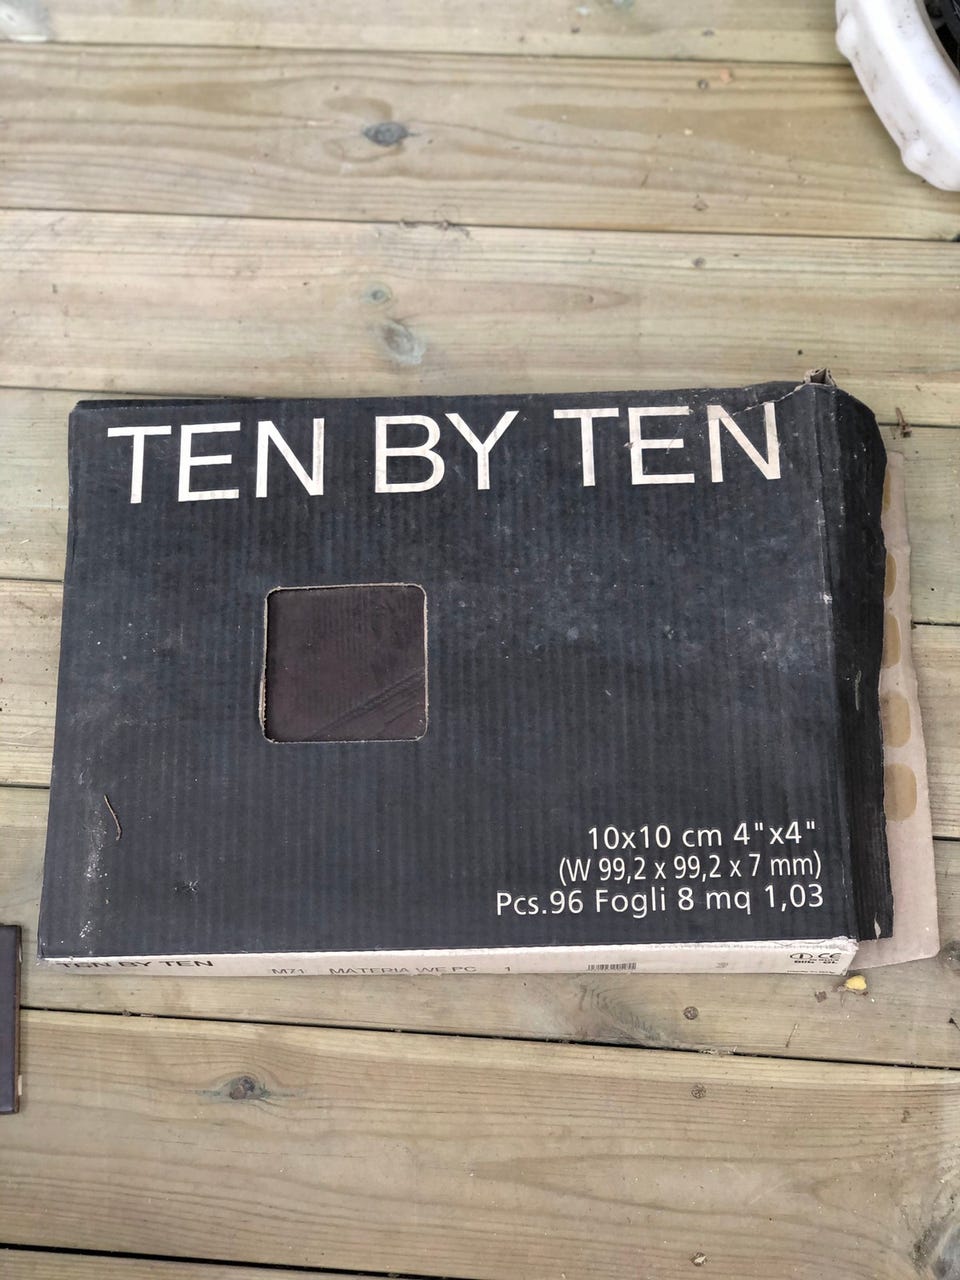 TEN BY TEN
10x10 cm 4"x4"
(W 99,2 x 99,2 x 7 mm)
Pcs.96 Fogli 8 mq 1,03
TEN BY TEN
M71 MATERIA WE PC 1
CE